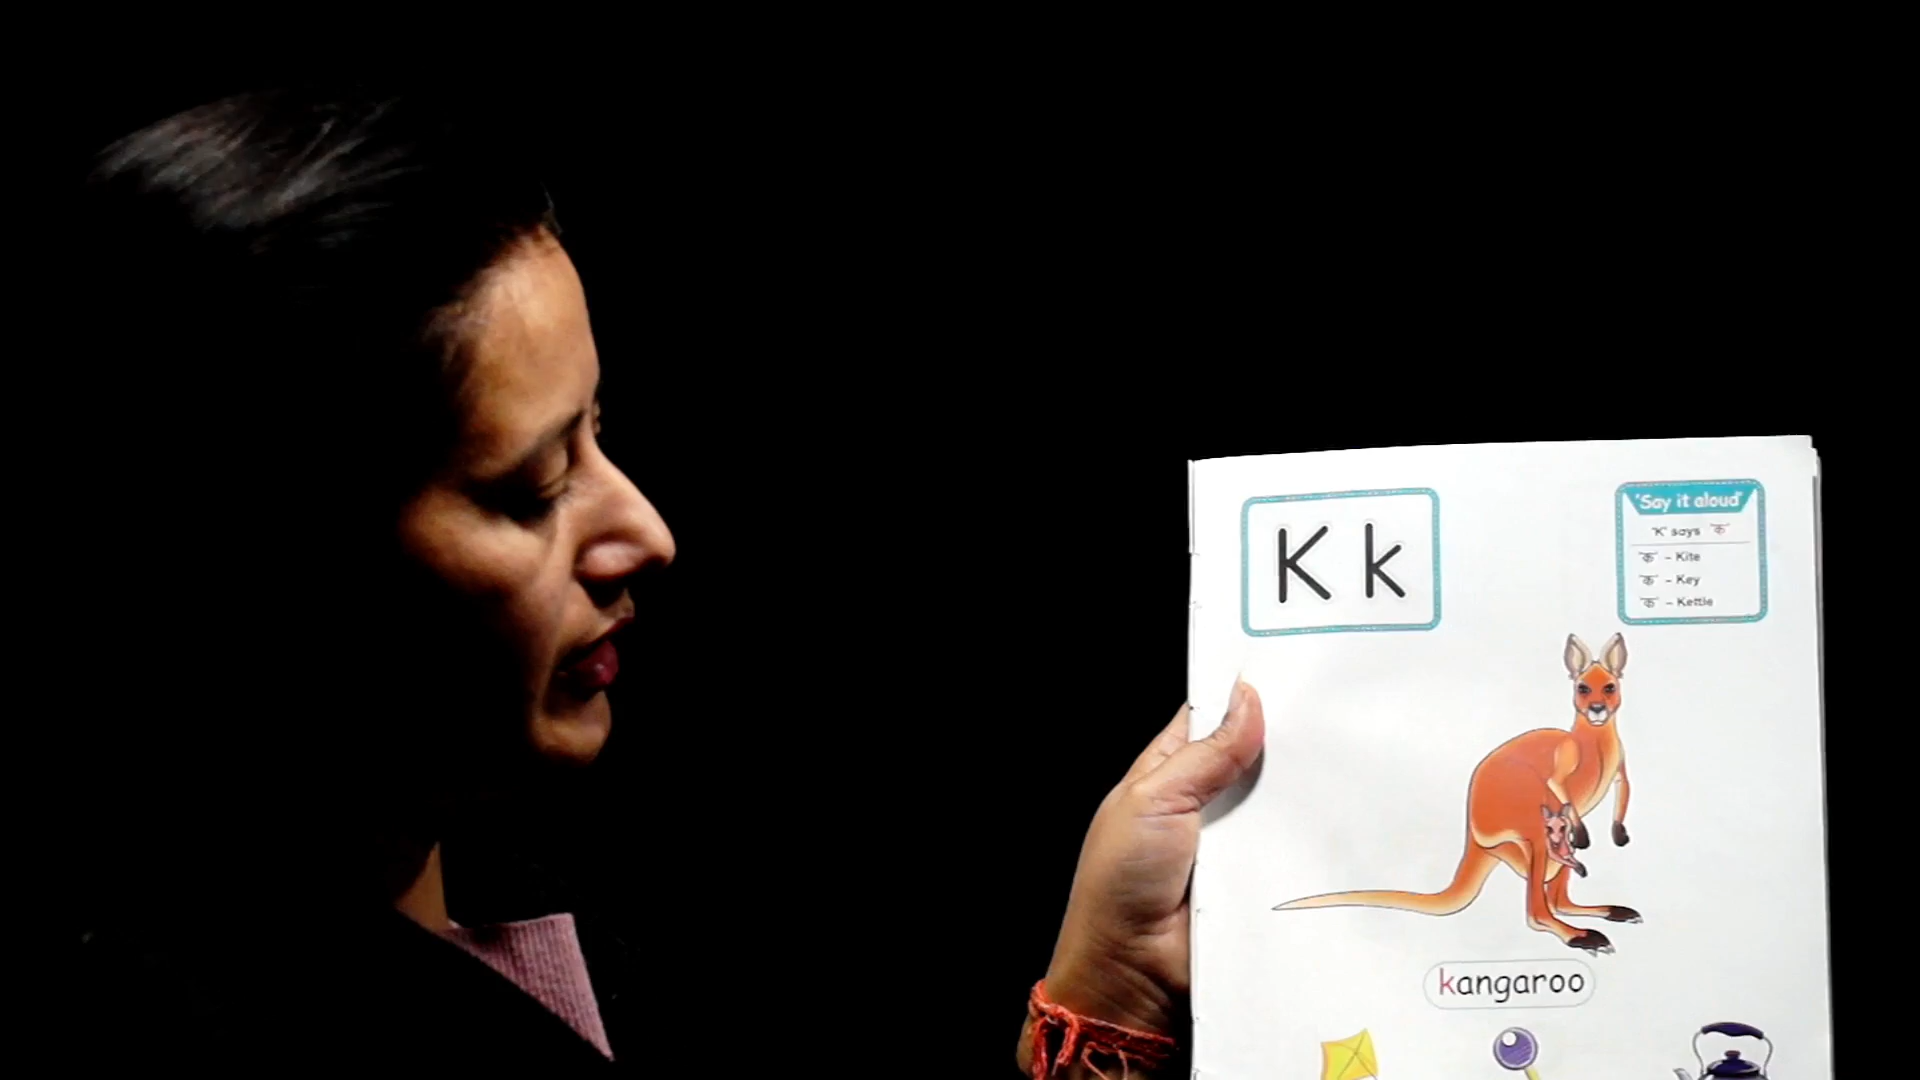 K k
'Say it aloud'
'K' says 'क'
'क' – Kite
'क' – Key
'क' – Kettle
kangaroo